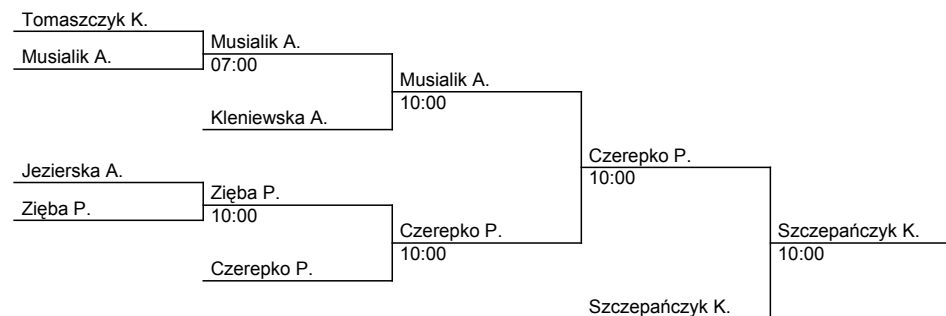 Tomaszczyk K.
Musialik A.
Musialik A.
07:00
Musialik A.
10:00
Kleniewska A.
Czerepko P.
10:00
Jezierska A.
Zięba P.
Zięba P.
10:00
Czerepko P.
10:00
Szczepańczyk K.
10:00
Czerepko P.
Szczepańczyk K.